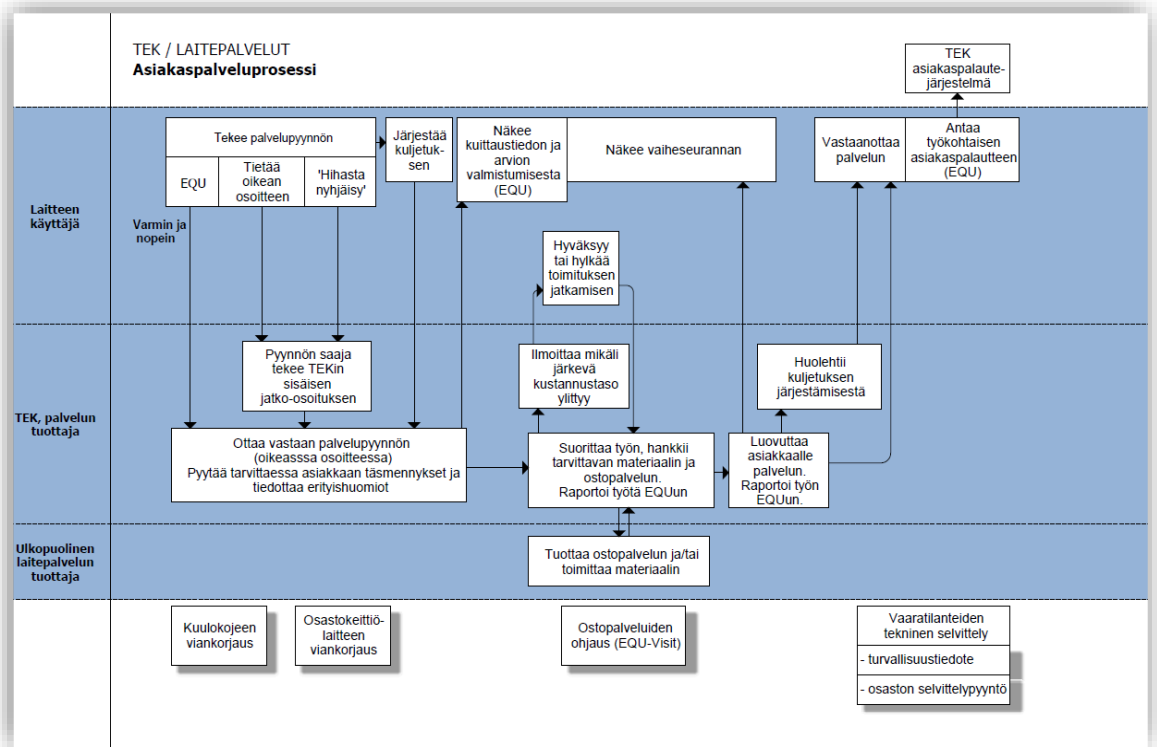 TEK / LAITEPALVELUT
Asiakaspalveluprosessi
TEK
asiakaspalaute-
järjestelmä
Laitteen
käyttäjä
Tekee palvelupyynnön
EQU
Tietää
oikean
osoitteen
'Hihasta
nyhjäisy'
Varmin ja
nopein
Järjestää
kuljetuk-
sen
Näkee
kuittaustiedon ja
arvion
valmistumisesta
(EQU)
Näkee vaiheseurannan
Vastaanottaa
palvelun
Antaa
työkohtaisen
asiakaspalautteen
(EQU)
Hyväksyy
tai hylkää
toimituksen
jatkamisen
TEK, palvelun
tuottaja
Pyynnön saaja
tekee TEKin
sisäisen
jatko-osoituksen
Ilmoittaa mikäli
järkevä
kustannustaso
ylittyy
Huolehtii
kuljetuksen
järjestämisestä
Ottaa vastaan palvelupyynnön
(oikeasssa osoitteessa)
Pyytää tarvittaessa asiakkaan täsmennykset ja
tiedottaa erityishuomiot
Suorittaa työn, hankkii
tarvittavan materiaalin ja
ostopalvelun.
Raportoi työtä EQUun
Luovuttaa
asiakkaalle
palvelun.
Raportoi työn
EQUun.
Ulkopuolinen
laitepalvelun
tuottaja
Tuottaa ostopalvelun ja/tai
toimittaa materiaalin
Kuulokojeen
viankorjaus
Osastokeittiö-
laitteen
viankorjaus
Ostopalveluiden
ohjaus (EQU-Visit)
Vaaratilanteiden
tekninen selvittely
- turvallisuustiedote
- osaston selvittelypyyntö